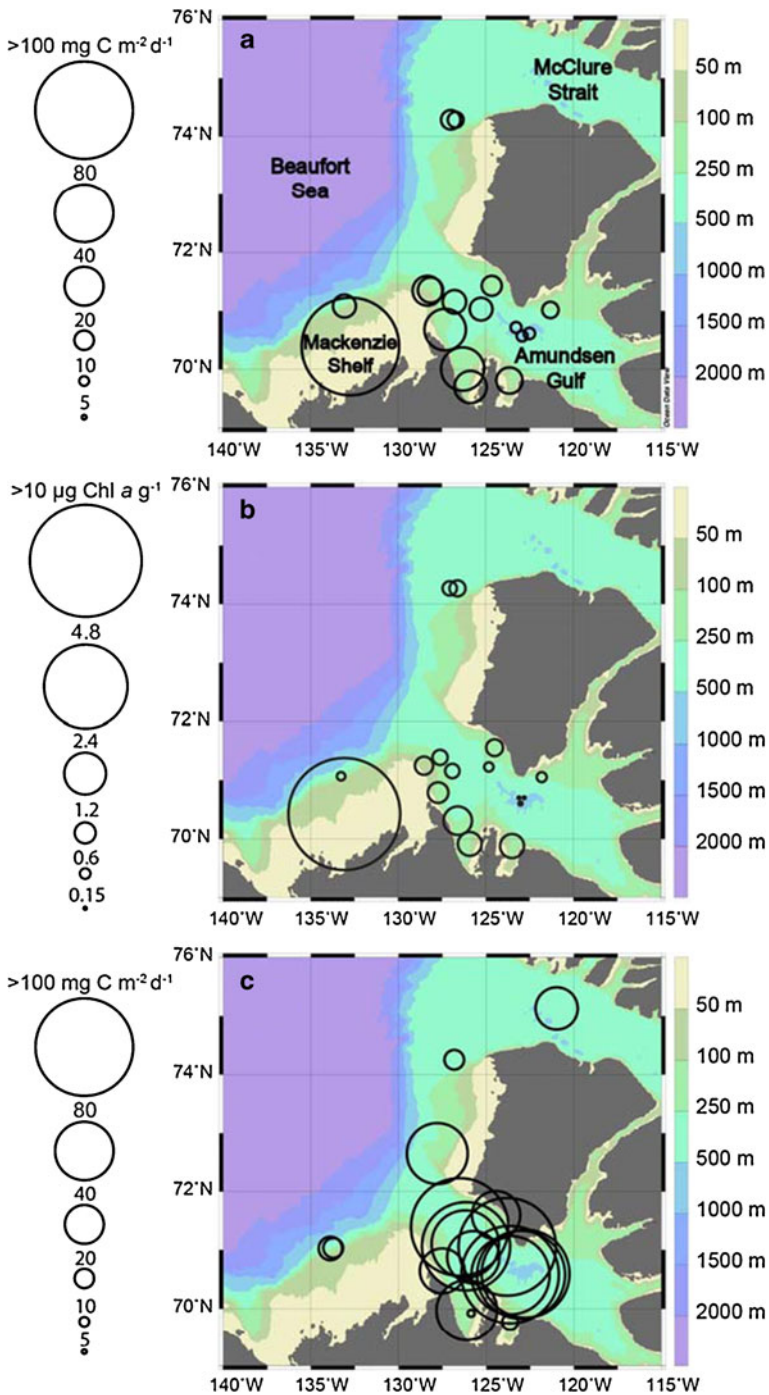 76˚N
a
>100 mg C m⁻² d⁻¹
McClure
Strait
50 m
100 m
74˚N
80
250 m
Beaufort
Sea
500 m
40
72˚N
1000 m
20
1500 m
10
Mackenzie
Shelf
Amundsen
Gulf
70˚N
2000 m
5
Ocean Data View
140˚W
135˚W
130˚W
125˚W
120˚W
115˚W
76˚N
b
>10 µg Chl a g⁻¹
50 m
100 m
74˚N
4.8
250 m
500 m
2.4
72˚N
1000 m
1.2
1500 m
0.6
70˚N
2000 m
0.15
140˚W
135˚W
130˚W
125˚W
120˚W
115˚W
76˚N
c
>100 mg C m⁻² d⁻¹
50 m
100 m
74˚N
80
250 m
500 m
40
72˚N
1000 m
20
1500 m
10
70˚N
2000 m
5
140˚W
135˚W
130˚W
125˚W
120˚W
115˚W